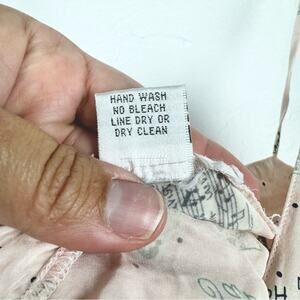 HAND WASH
NO BLEACH
LINE DRY OR
DRY CLEAN